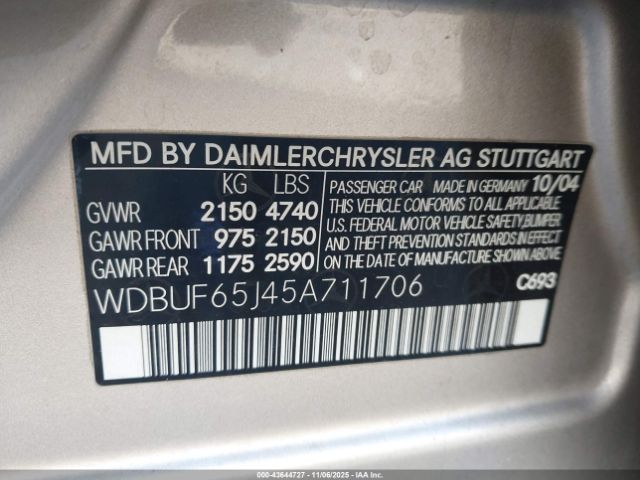 MFD BY DAIMLERCHRYSLER AG STUTTGART
KG LBS
GVWR 2150 4740
GAWR FRONT 975 2150
GAWR REAR 1175 2590
PASSENGER CAR MADE IN GERMANY 10/04
THIS VEHICLE CONFORMS TO ALL APPLICABLE
U.S. FEDERAL MOTOR VEHICLE SAFETY,BUMPER
AND THEFT PREVENTION STANDARDS IN EFFECT
ON THE DATE OF MANUFACTURE SHOWN ABOVE.
WDBUF65J45A711706
C693
000-43644727 - 11/06/2025 - IAA Inc.